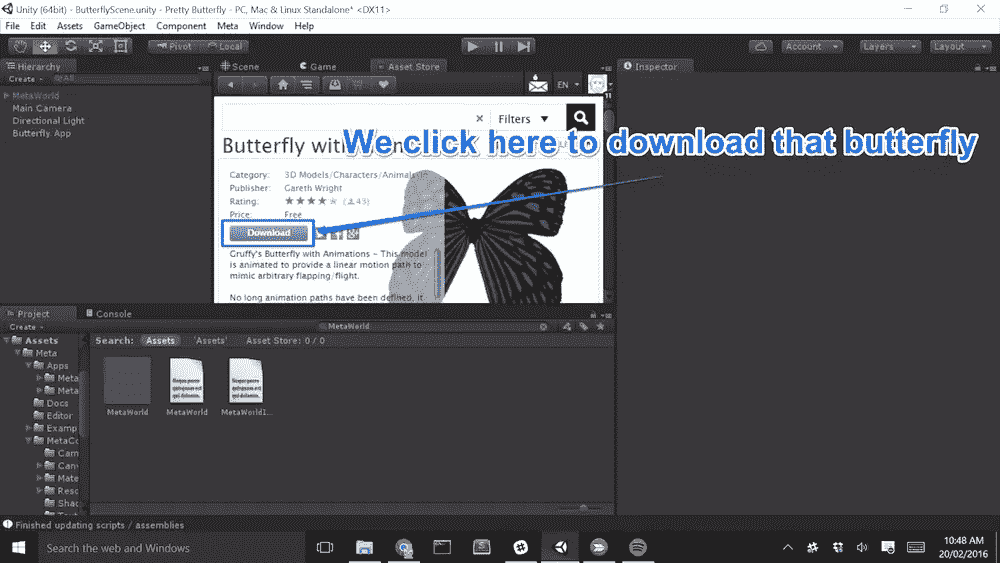 Unity (64bit) - ButterflyScene.unity - Pretty Butterfly - PC, Mac & Linux Standalone* <DX11>
File Edit Assets GameObject Component Meta Window Help
Pivot Local Account Layers Layout
Hierarchy
Create All
MetaWorld
Main Camera
Directional Light
Butterfly App
Scene Game Asset Store
EN
Filters
We click here to download that butterfly
Butterfly with
Category: 3D Models/Characters/Animals
Publisher: Gareth Wright
Rating: (43)
Price: Free
Download
Gruffy's Butterfly with Animations - This model
is animated to provide a linear motion path to
mimic arbitrary flapping/flight.
No long animation paths have been defined, it
Inspector
Project Console
Create MetaWorld
Assets
Meta
Apps
Meta
Meta
Docs
Editor
Examp
MetaCo
Cam
Can
Mate
Reso
Sha
Search: Assets 'Assets' Asset Store: 0 / 0
MetaWorld MetaWorld MetaWorldI...
Finished updating scripts / assemblies
Search the web and Windows
10:48 AM
20/02/2016